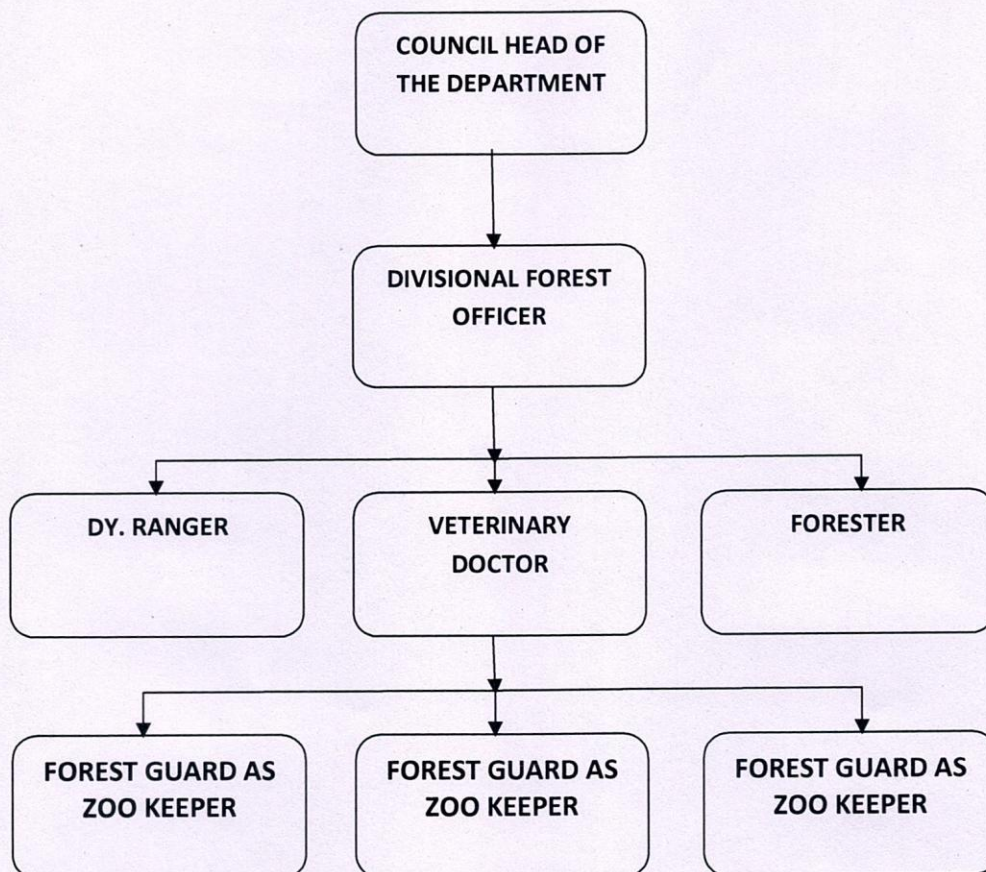 COUNCIL HEAD OF
THE DEPARTMENT
DIVISIONAL FOREST
OFFICER
DY. RANGER
VETERINARY
DOCTOR
FORESTER
FOREST GUARD AS
ZOO KEEPER
FOREST GUARD AS
ZOO KEEPER
FOREST GUARD AS
ZOO KEEPER